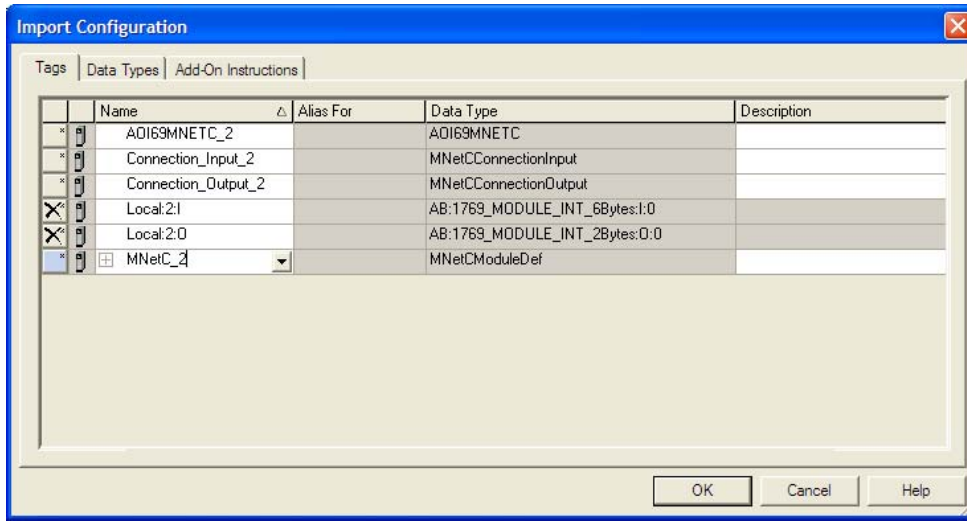 Import Configuration
Tags Data Types Add-On Instructions
Name Alias For Data Type Description
AOI69MNETC_2 AOI69MNETC
Connection_Input_2 MNetCConnectionInput
Connection_Output_2 MNetCConnectionOutput
Local:2:I AB:1769_MODULE_INT_6Bytes:I:0
Local:2:O AB:1769_MODULE_INT_2Bytes:O:0
MNetC_2 MNetCModuleDef
OK Cancel Help